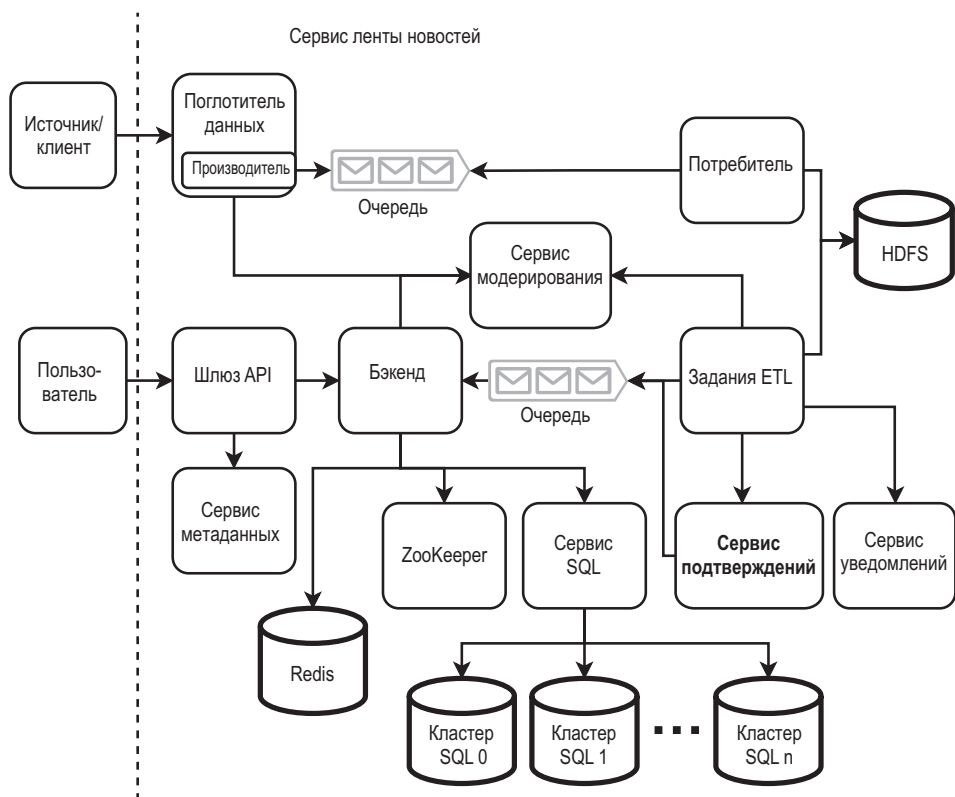 Сервис ленты новостей
Источник/
клиент
Поглотитель
данных
Производитель
Очередь
Потребитель
HDFS
Сервис
модерирования
Пользо-
ватель
Шлюз API
Бэкенд
Очередь
Задания ETL
Сервис
метаданных
ZooKeeper
Сервис
SQL
Сервис
подтверждений
Сервис
уведомлений
Redis
Кластер
SQL 0
Кластер
SQL 1
Кластер
SQL n